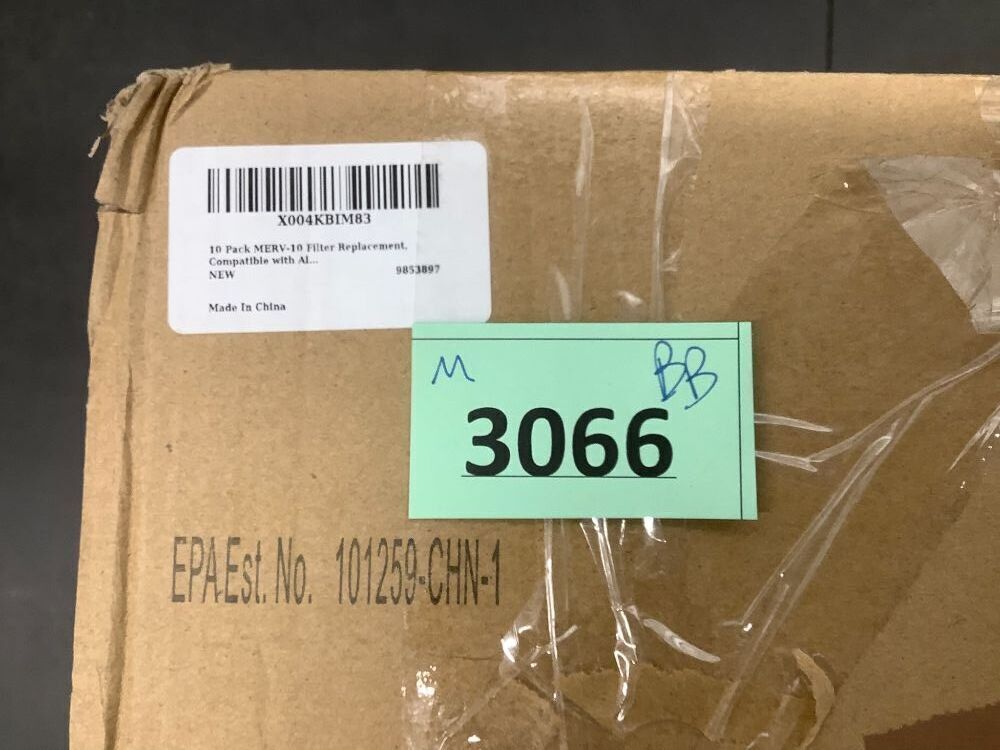 X004KBIM83
10 Pack MERV-10 Filter Replacement,
Compatible with Al...
NEW 9853897
Made In China
M BB
3066
EPA.Est. No. 101259-CHN-1